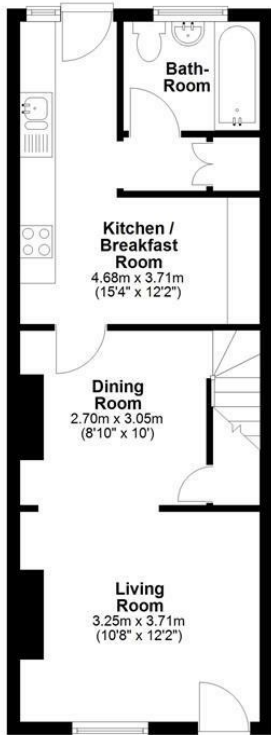 Bath-
Room
Kitchen /
Breakfast
Room
4.68m x 3.71m
(15'4" x 12'2")
Dining
Room
2.70m x 3.05m
(8'10" x 10')
Living
Room
3.25m x 3.71m
(10'8" x 12'2")